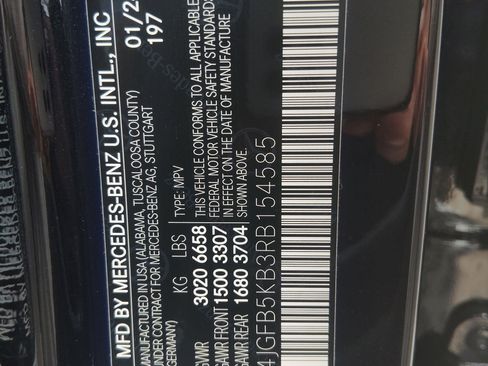 MFD BY MERCEDES-BENZ U.S. INTL., INC
01/2
197
MANUFACTURED IN USA (ALABAMA, TUSCALOOSA COUNTY)
UNDER CONTRACT FOR MERCEDES-BENZ AG, STUTTGART
(GERMANY)
KG LBS TYPE: MPV
GVWR 3020 6658
GAWR FRONT 1500 3307
GAWR REAR 1680 3704
THIS VEHICLE CONFORMS TO ALL APPLICABLE
FEDERAL MOTOR VEHICLE SAFETY STANDARDS
IN EFFECT ON THE DATE OF MANUFACTURE
SHOWN ABOVE.
4JGFB5KB3RB154585